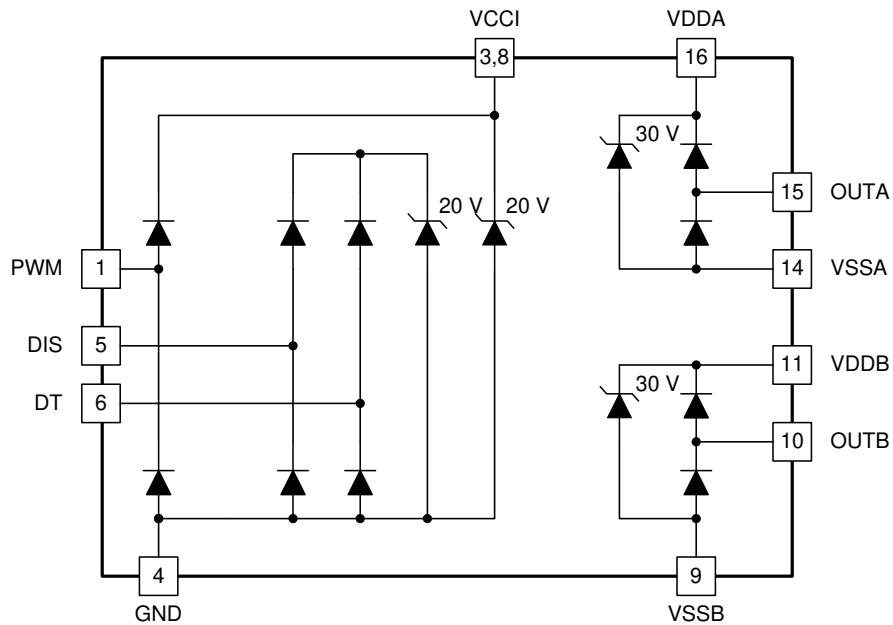 VCCI VDDA
3,8 16
30 V
20 V 20 V
15 OUTA
PWM 1
14 VSSA
DIS 5
11 VDDB
30 V
DT 6
10 OUTB
4 9
GND VSSB